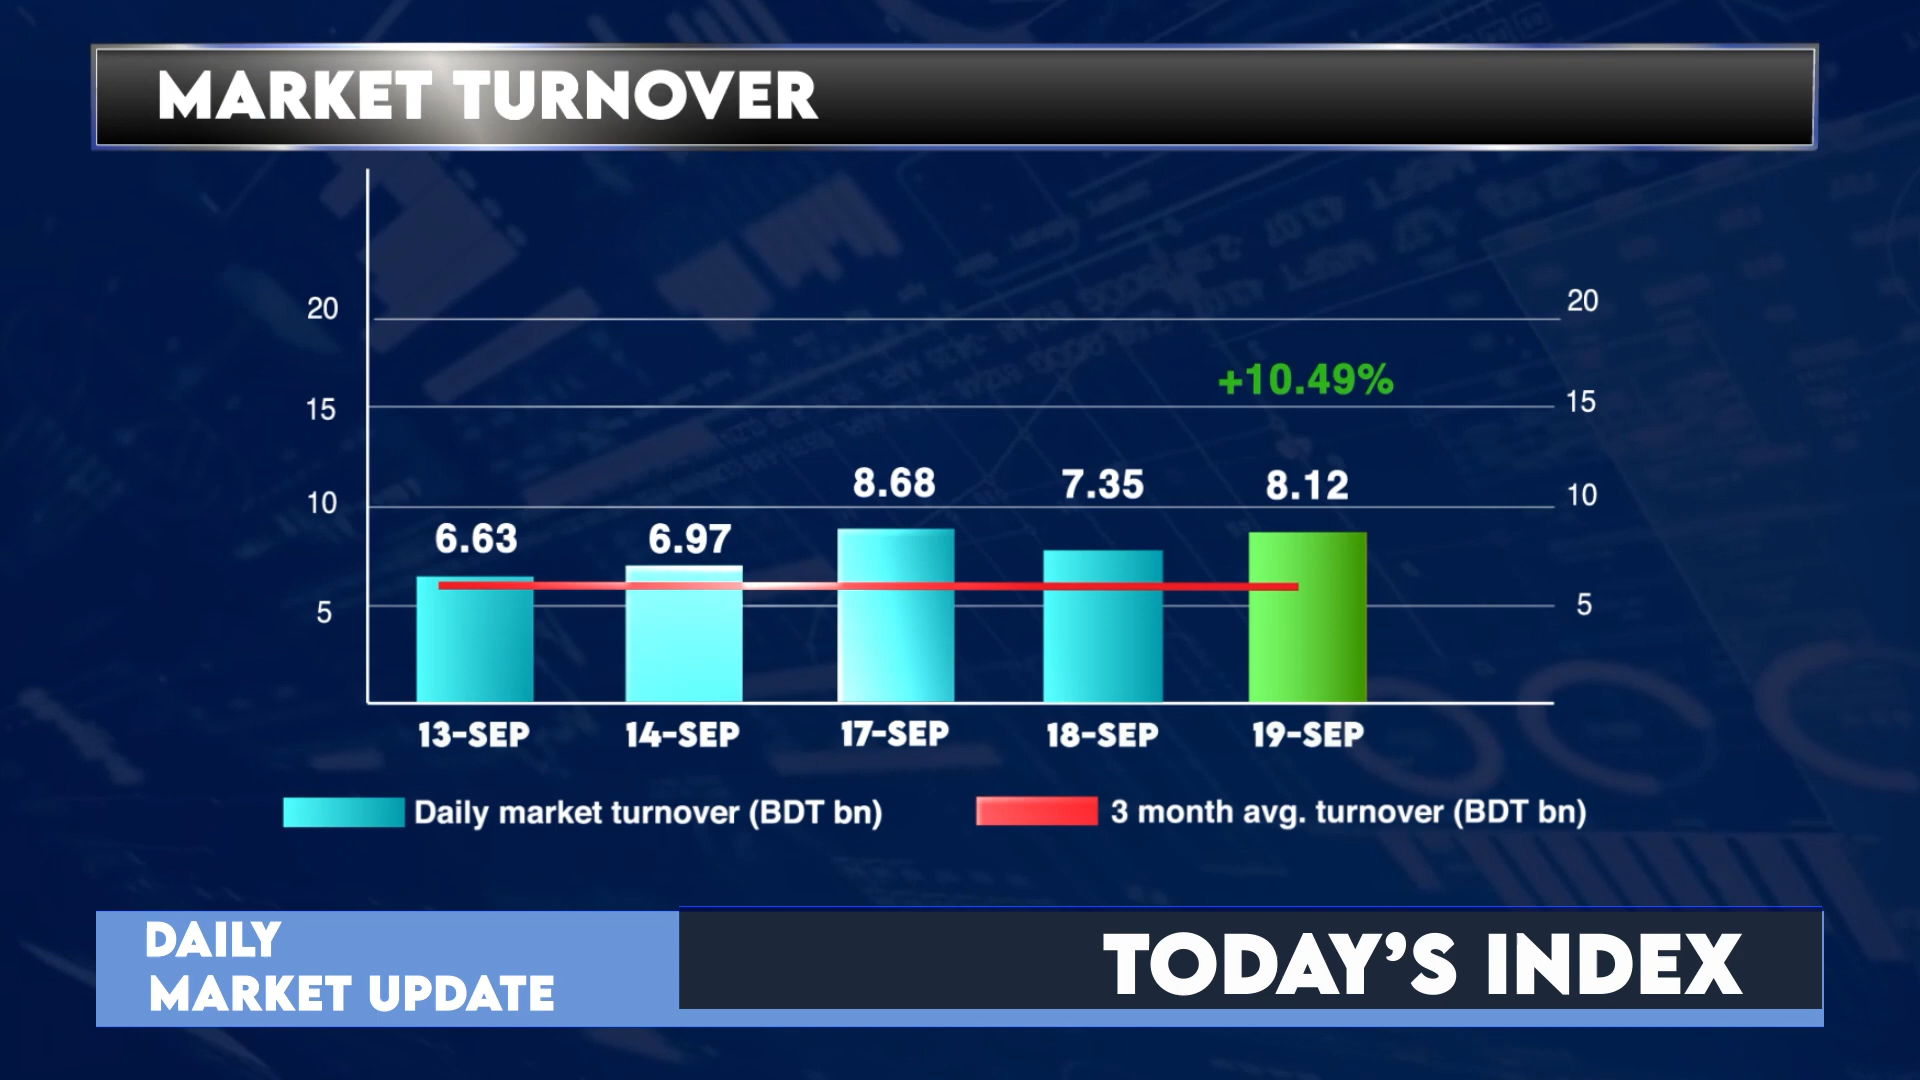 MARKET TURNOVER
20 20
+10.49%
15 15
8.68 7.35 8.12
10 10
6.63 6.97
5 5
13-SEP 14-SEP 17-SEP 18-SEP 19-SEP
Daily market turnover (BDT bn) 3 month avg. turnover (BDT bn)
DAILY
MARKET UPDATE
TODAY'S INDEX